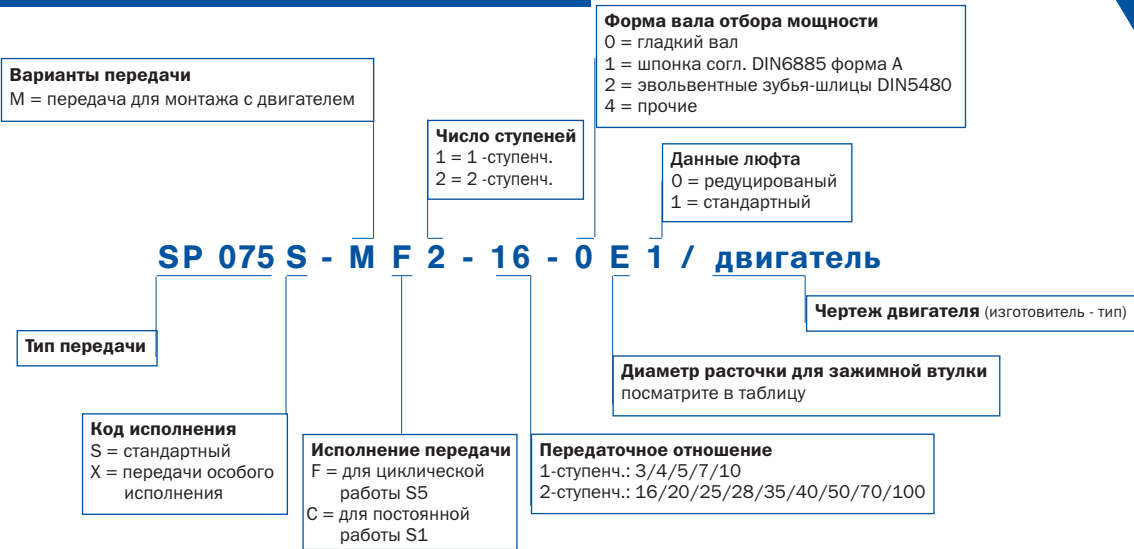 Форма вала отбора мощности
0 = гладкий вал
1 = шпонка согл. DIN6885 форма A
2 = эвольвентные зубья-шлицы DIN5480
4 = прочие
Варианты передачи
M = передача для монтажа с двигателем
Число ступеней
1 = 1 -ступенч.
2 = 2 -ступенч.
Данные люфта
0 = редуцированый
1 = стандартный
SP 075 S - M F 2 - 16 - 0 E 1 / двигатель
Чертеж двигателя (изготовитель - тип)
Тип передачи
Диаметр расточки для зажимной втулки
посматрите в таблицу
Код исполнения
S = стандартный
X = передачи особого
исполнения
Исполнение передачи
F = для циклической
работы S5
C = для постоянной
работы S1
Передаточное отношение
1-ступенч.: 3/4/5/7/10
2-ступенч.: 16/20/25/28/35/40/50/70/100